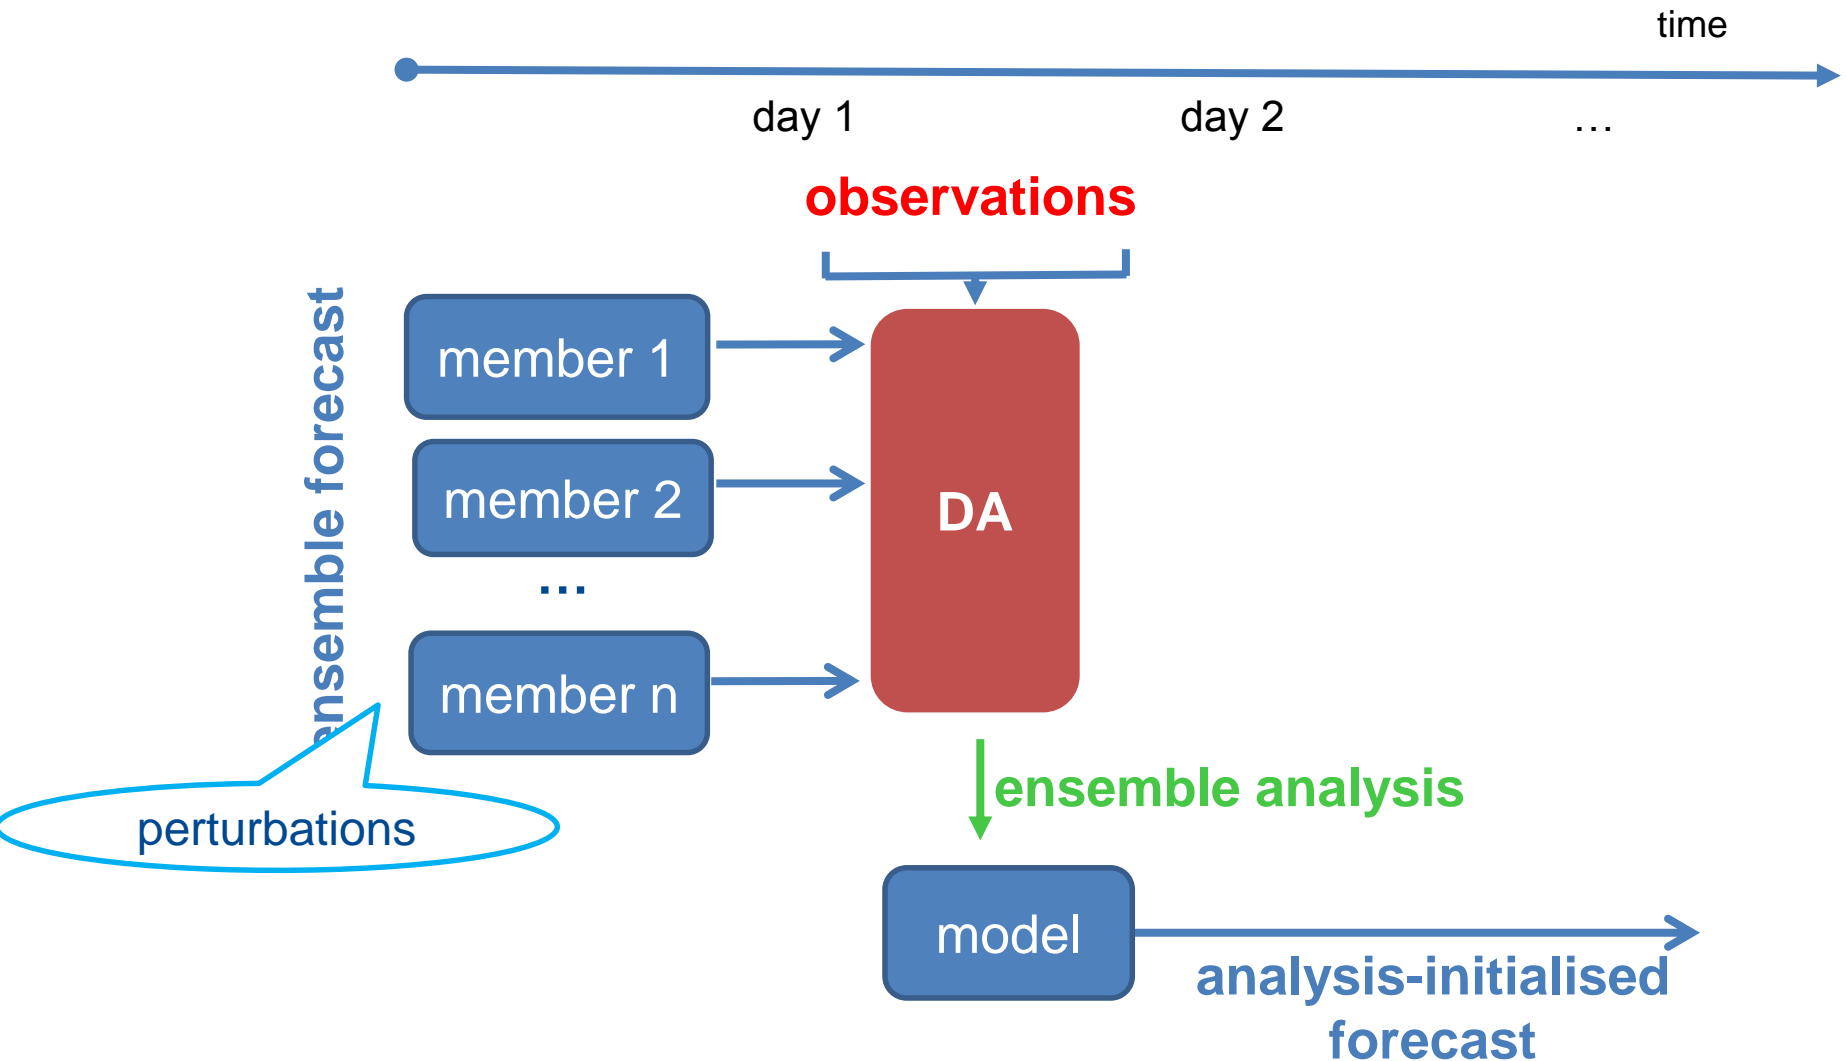 time
day 1
day 2
...
observations
ensemble forecast
member 1
member 2
...
member n
DA
perturbations
ensemble analysis
model
analysis-initialised
forecast